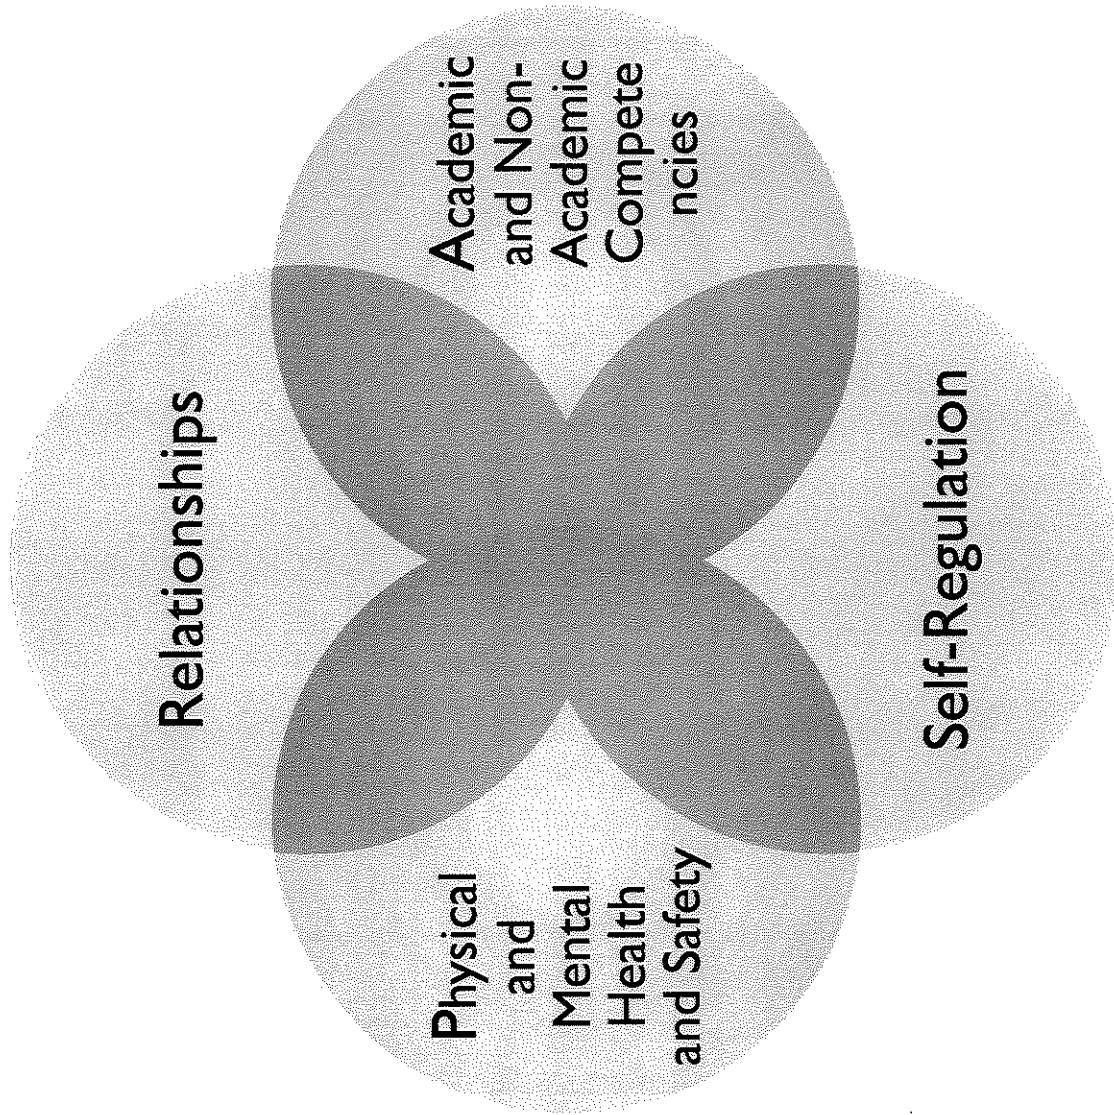 Relationships
Physical
and
Mental
Health
and Safety
Academic
and Non-
Academic
Compete
ncies
Self-Regulation